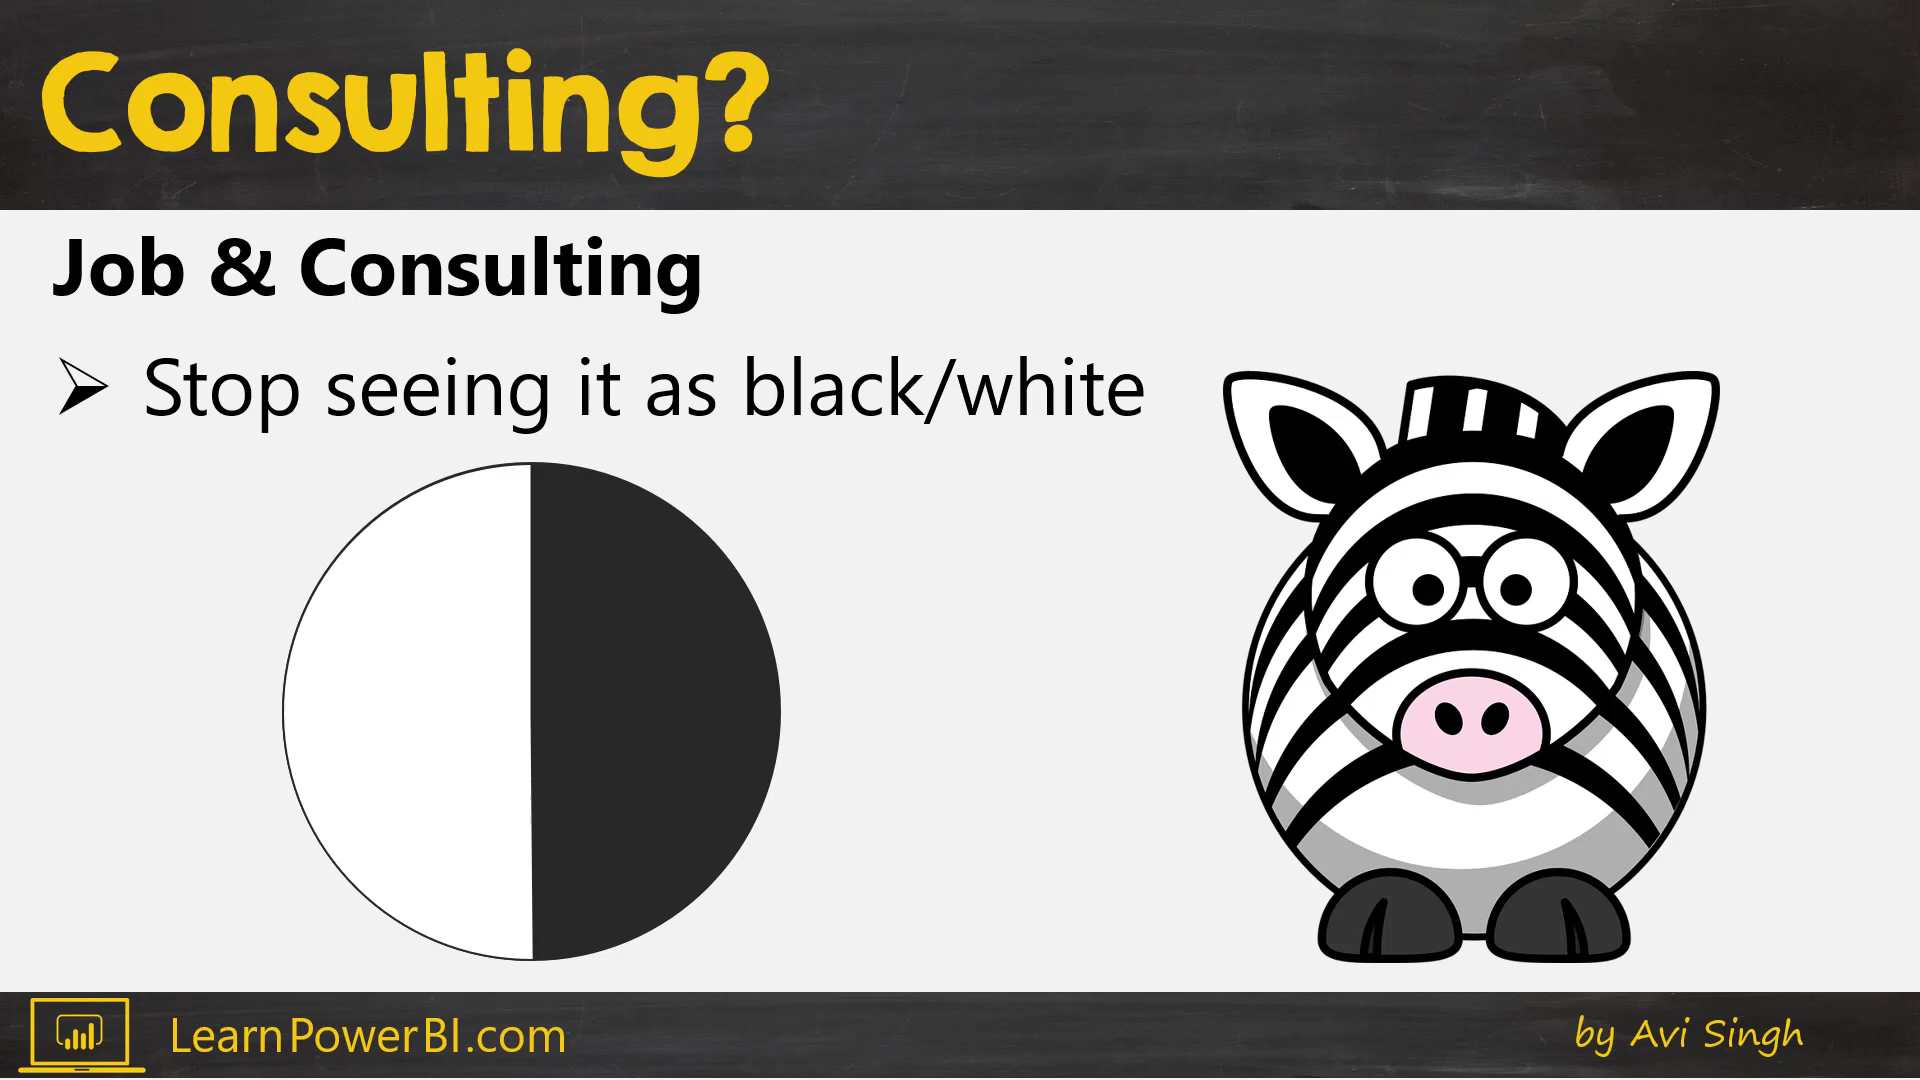 Consulting?
Job & Consulting
Stop seeing it as black/white
LearnPowerBI.com
by Avi Singh